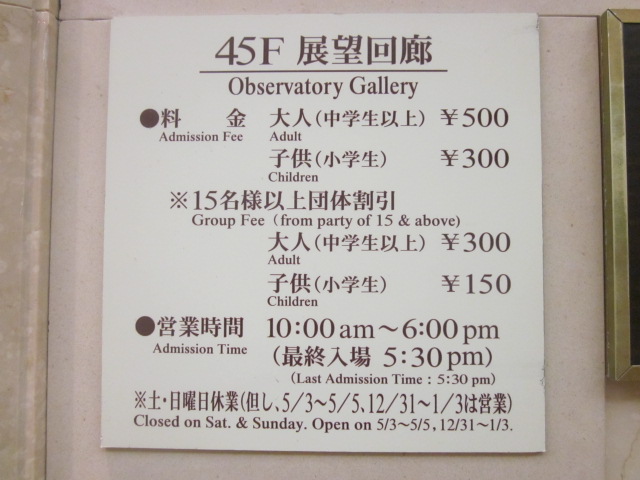 45F 展望回廊
Observatory Gallery
●料 金 大人(中学生以上) ¥500
Admission Fee Adult
子供(小学生) ¥300
Children
※15名様以上団体割引
Group Fee (from party of 15 & above)
大人(中学生以上) ¥300
Adult
子供(小学生) ¥150
Children
●営業時間 10:00 am～6:00 pm
Admission Time (最終入場 5:30 pm)
(Last Admission Time : 5:30 pm)
※土・日曜日休業(但し、5/3～5/5、12/31～1/3は営業)
Closed on Sat. & Sunday. Open on 5/3～5/5, 12/31～1/3.